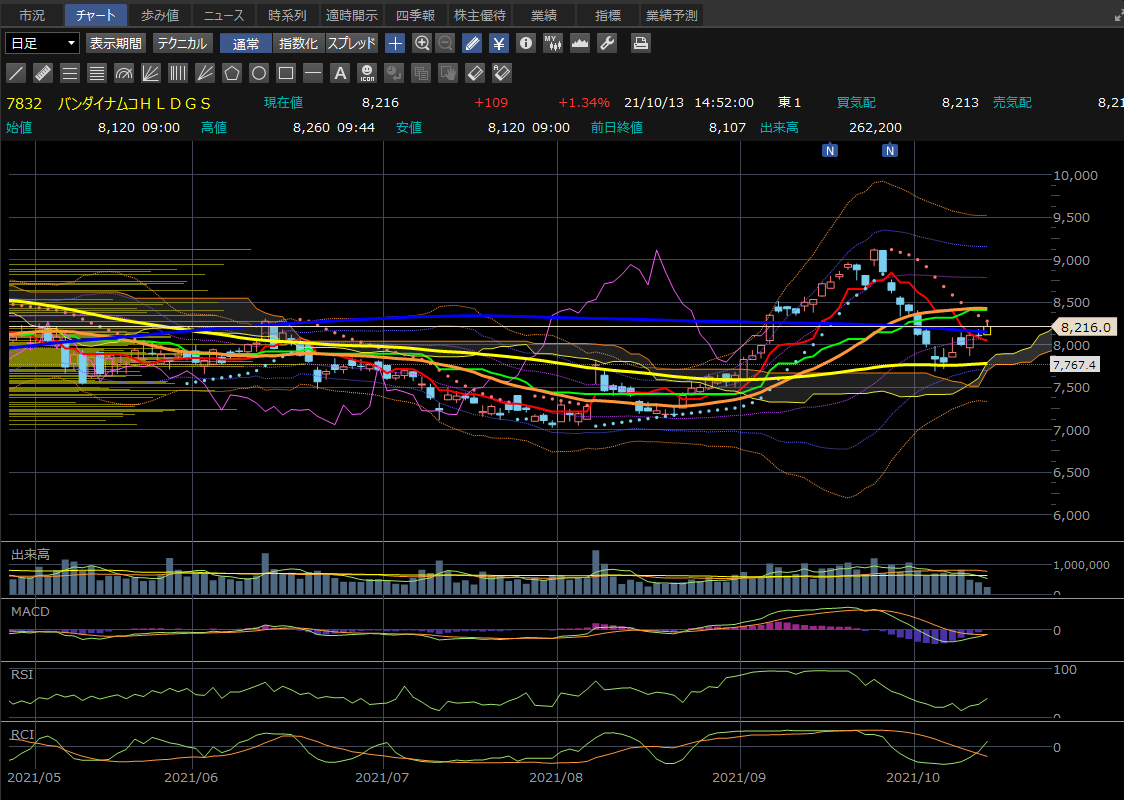 市況 チャート 歩み値 ニュース 時系列 適時開示 四季報 株主優待 業績 指標 業績予測
日足 表示期間 テクニカル 通常 指数化 スプレッド ¥ MY
A ICON
7832 バンダイナムコHLDGS 現在値 8,216 +109 +1.34% 21/10/13 14:52:00 東1 買気配 8,213 売気配 8,21
始値 8,120 09:00 高値 8,260 09:44 安値 8,120 09:00 前日終値 8,107 出来高 262,200
N N
10,000
9,500
9,000
8,500
8,216.0
8,000
7,767.4
7,500
7,000
6,500
6,000
出来高
1,000,000
0
MACD
0
RSI
100
0
RCI
0
2021/05 2021/06 2021/07 2021/08 2021/09 2021/10